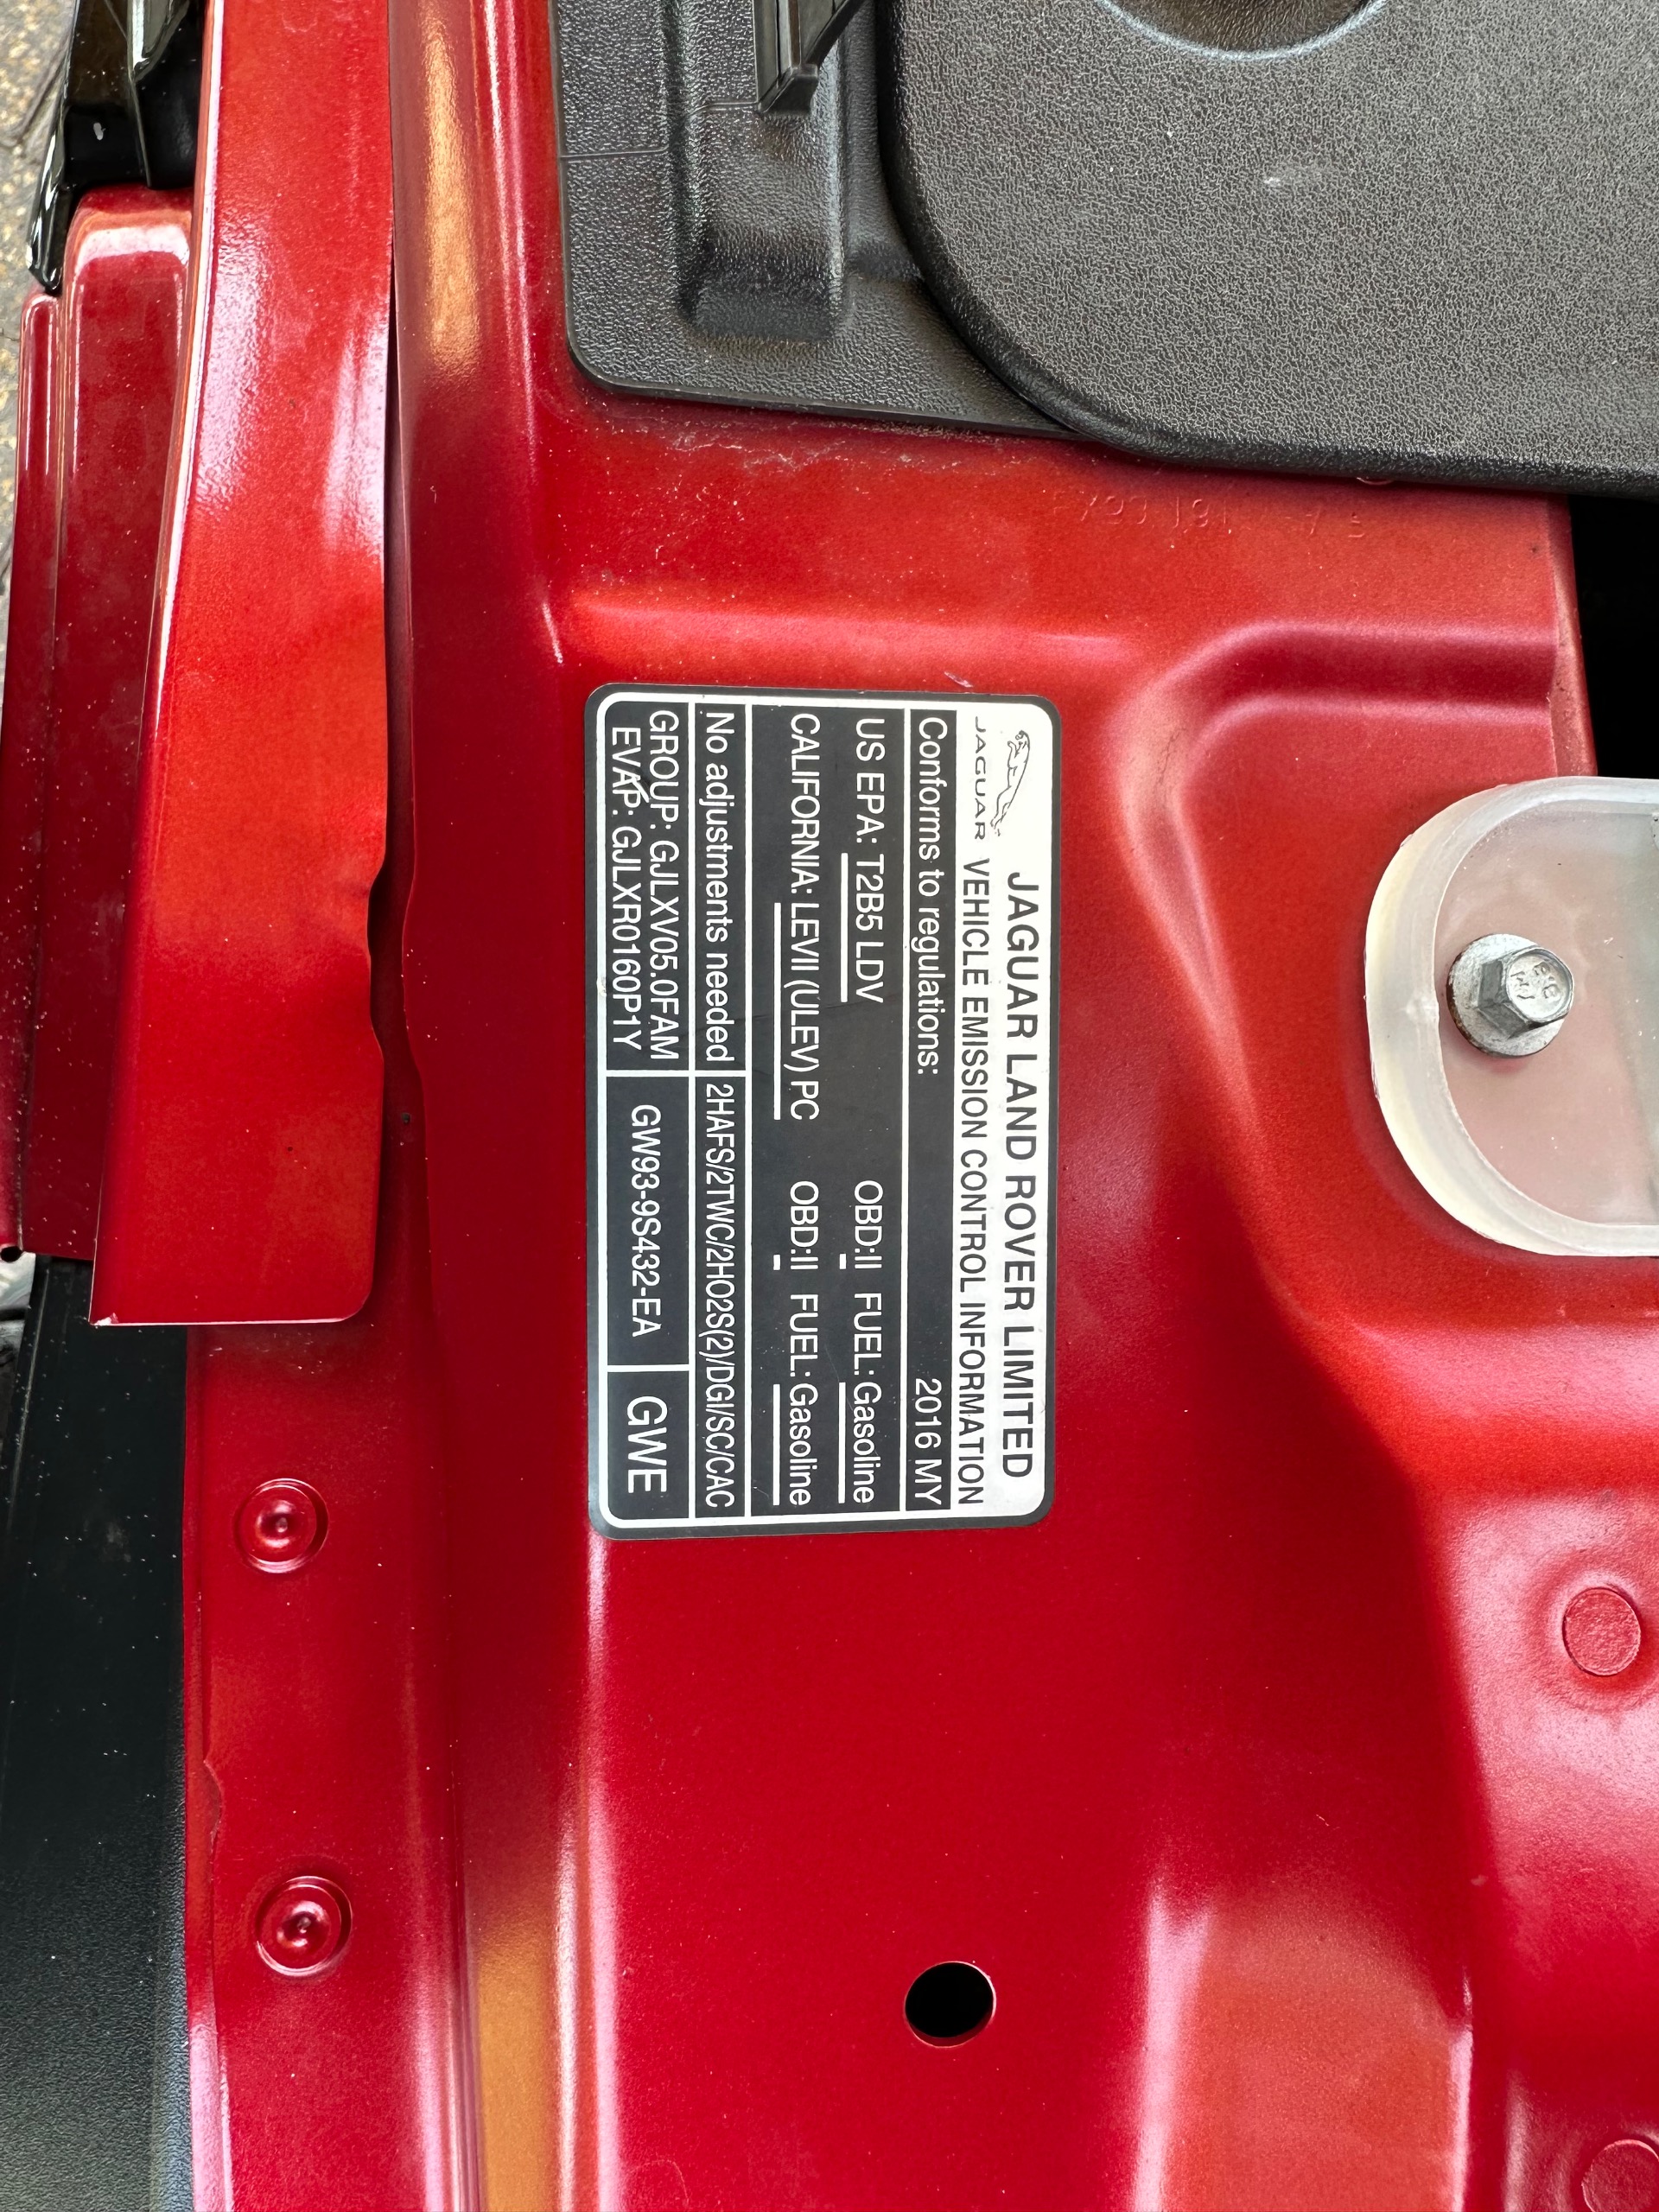 JAGUAR
JAGUAR LAND ROVER LIMITED
VEHICLE EMISSION CONTROL INFORMATION
Conforms to regulations: 2016 MY
US EPA: T2B5 LDV OBD:II FUEL: Gasoline
CALIFORNIA: LEVII (ULEV) PC OBD:II FUEL: Gasoline
No adjustments needed 2HAFS/2TWC/2HO2S(2)/DGI/SC/CAC
GROUP: GJLXV05.0FAM
EVAP: GJLXR0160P1Y
GW93-9S432-EA
GWE